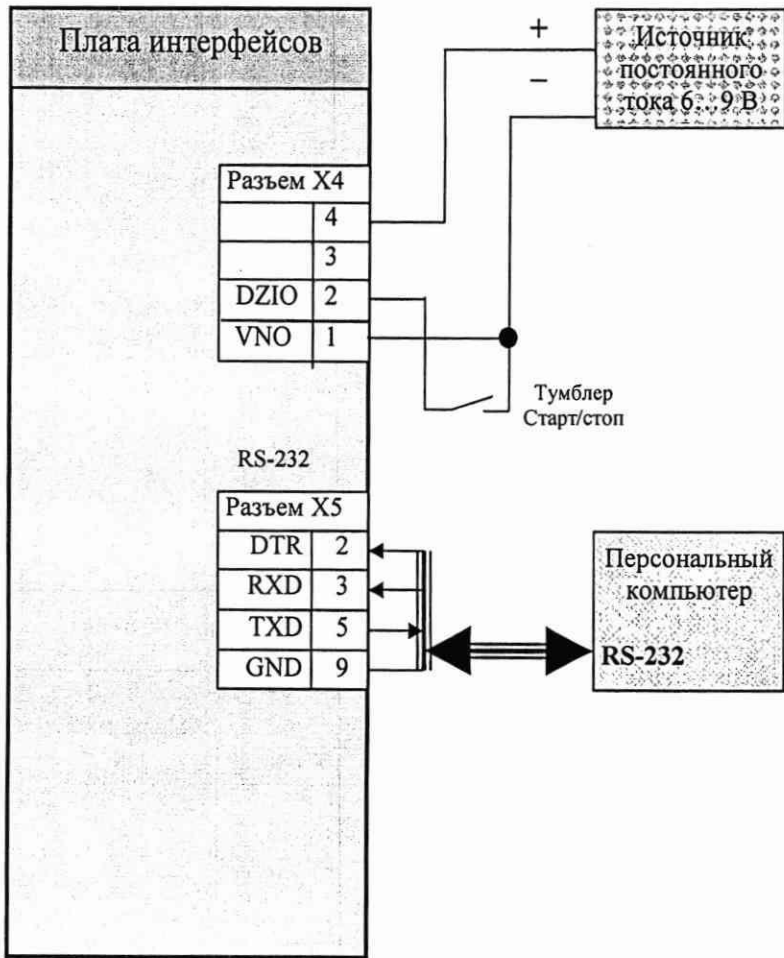 Плата интерфейсов
+
−
Источник
постоянного
тока 6...9 В
Разъем X4
4
3
DZIO 2
VNO 1
Тумблер
Старт/стоп
RS-232
Разъем X5
DTR 2
RXD 3
TXD 5
GND 9
Персональный
компьютер
RS-232